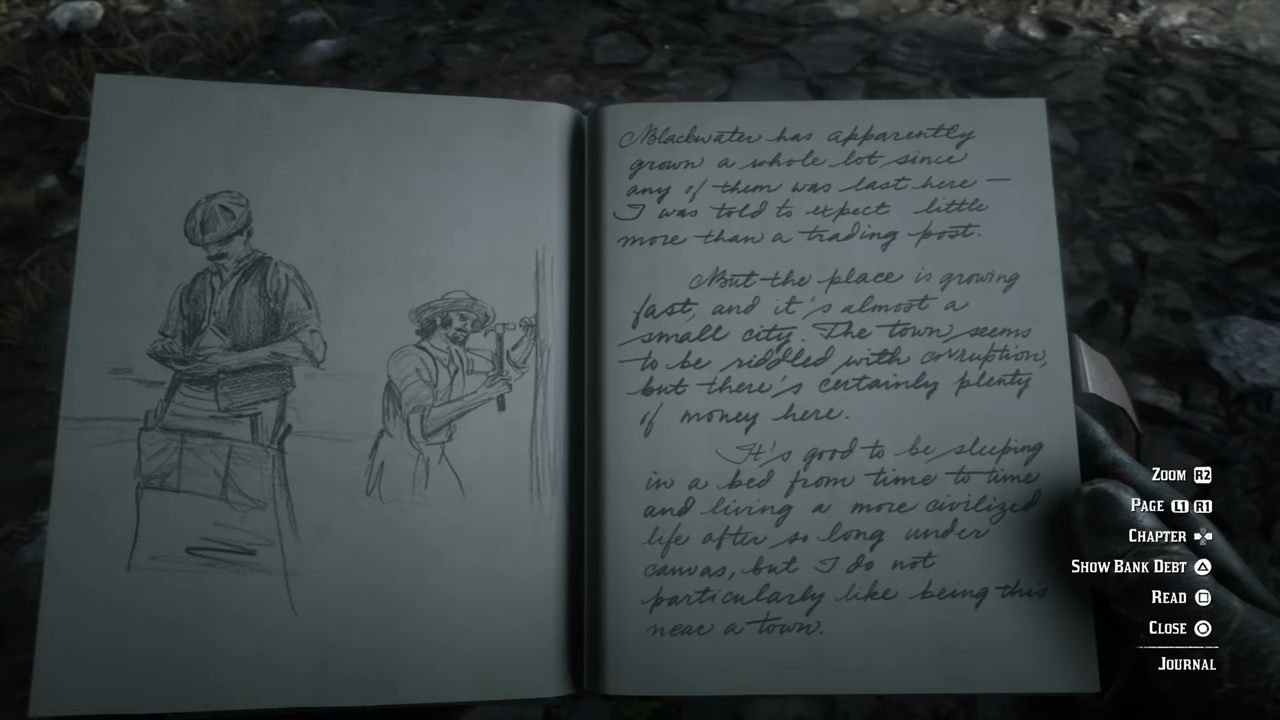 Blackwater has apparently
grown a whole lot since
any of them was last here —
I was told to expect little
more than a trading post.
But the place is growing
fast, and it's almost a
small city. The town seems
to be riddled with corruption,
but there's certainly plenty
of money here.
It's good to be sleeping
in a bed from time to time
and living a more civilized
life after so long under
canvas, but I do not
particularly like being this
near a town.
ZOOM R2
PAGE L1 R1
CHAPTER
SHOW BANK DEBT
READ
CLOSE
JOURNAL